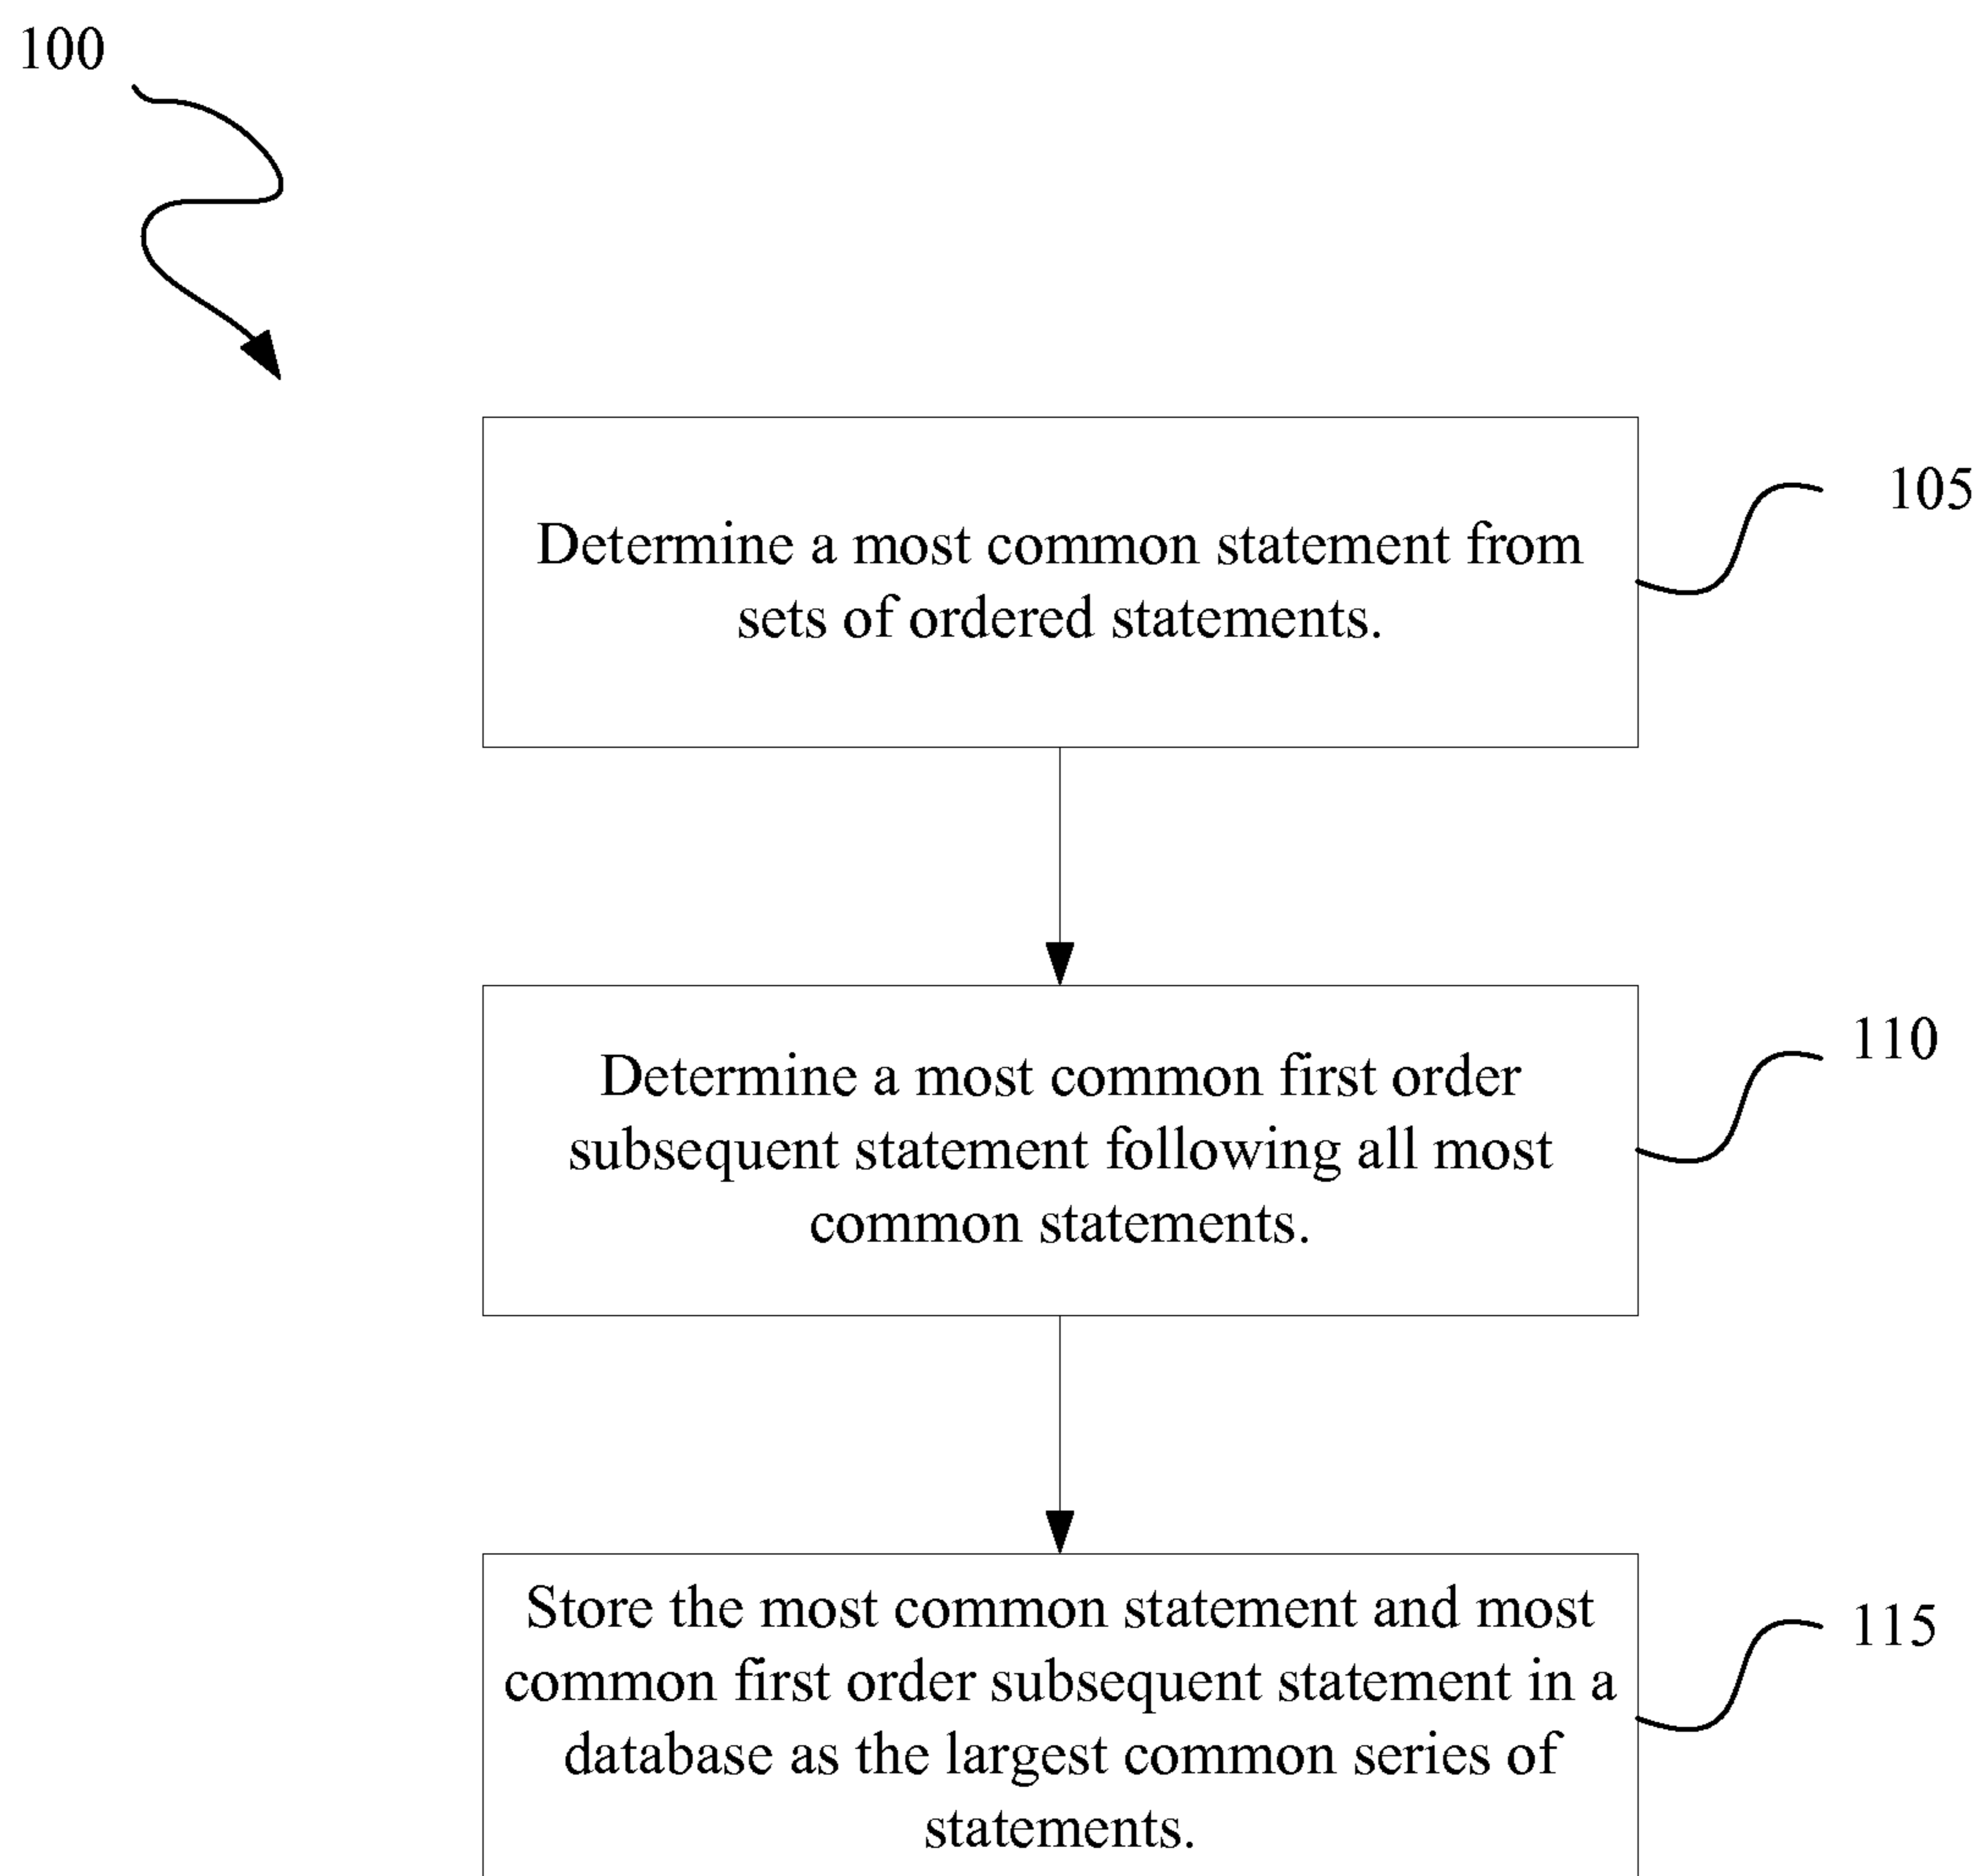 100
105
Determine a most common statement from
sets of ordered statements.
110
Determine a most common first order
subsequent statement following all most
common statements.
115
Store the most common statement and most
common first order subsequent statement in a
database as the largest common series of
statements.